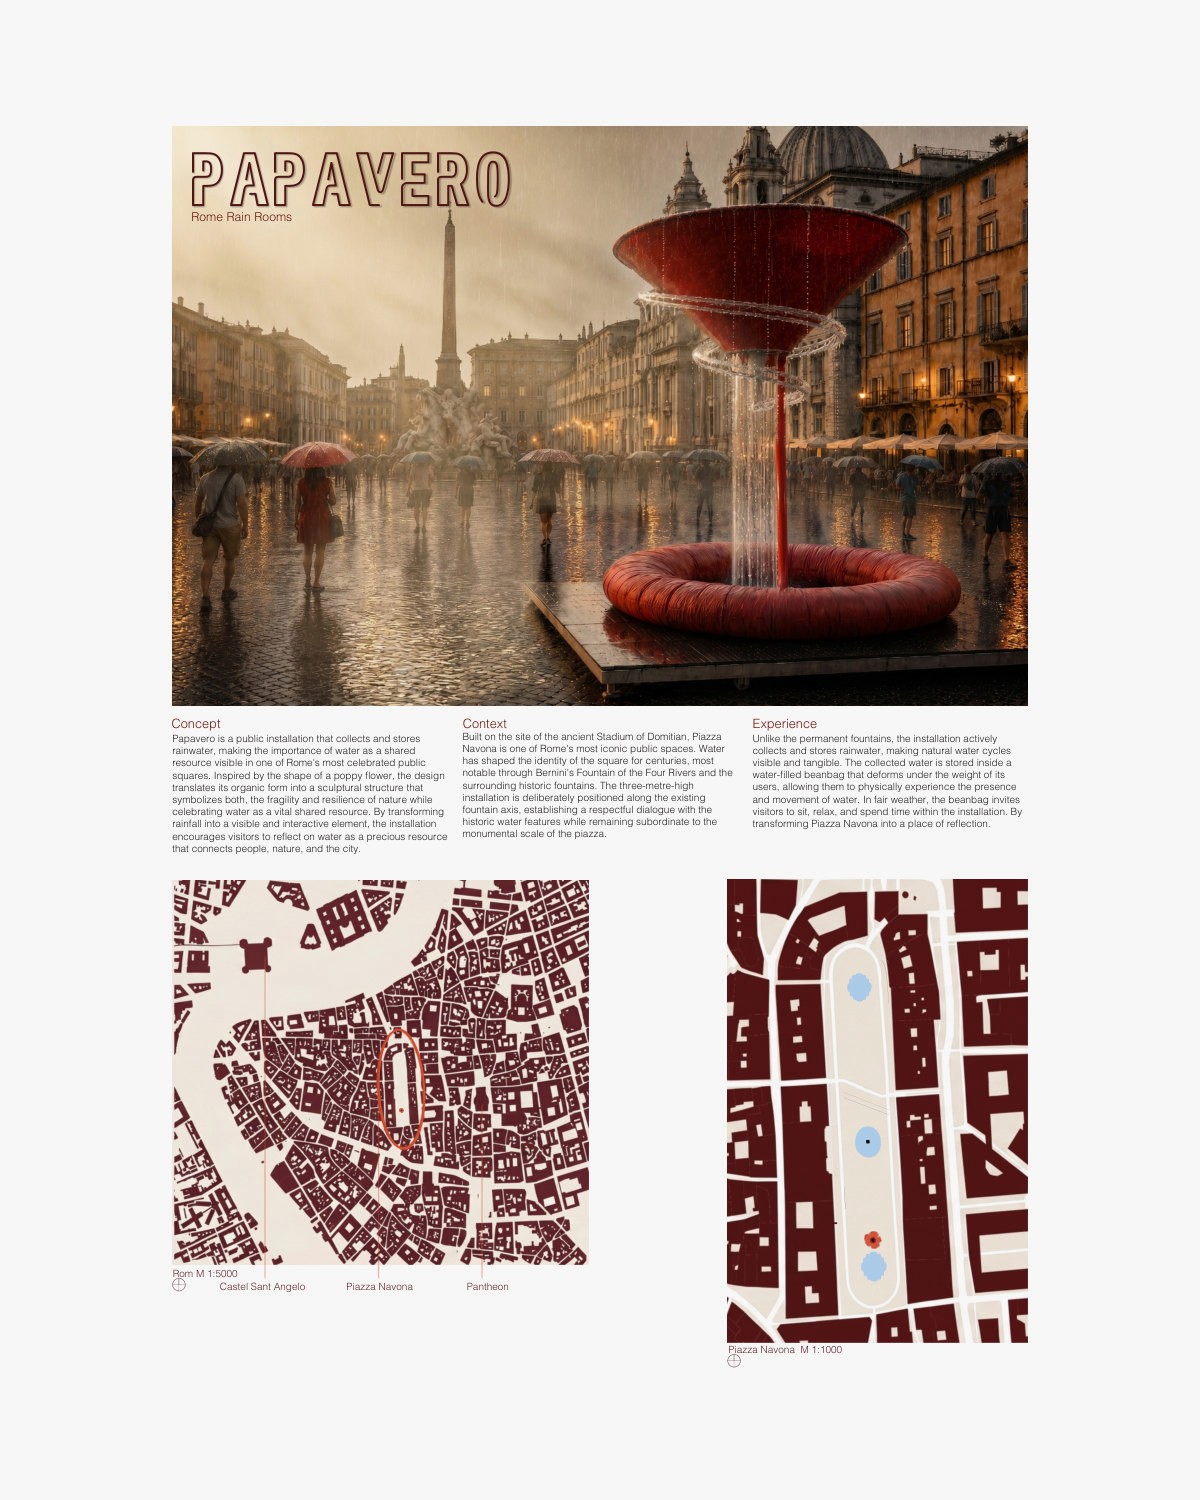 PAPAVERO
Rome Rain Rooms
Concept
Papavero is a public installation that collects and stores
rainwater, making the importance of water as a shared
resource visible in one of Rome's most celebrated public
squares. Inspired by the shape of a poppy flower, the design
translates its organic form into a sculptural structure that
symbolizes both, the fragility and resilience of nature while
celebrating water as a vital shared resource. By transforming
rainfall into a visible and interactive element, the installation
encourages visitors to reflect on water as a precious resource
that connects people, nature, and the city.
Context
Built on the site of the ancient Stadium of Domitian, Piazza
Navona is one of Rome's most iconic public spaces. Water
has shaped the identity of the square for centuries, most
notable through Bernini's Fountain of the Four Rivers and the
surrounding historic fountains. The three-metre-high
installation is deliberately positioned along the existing
fountain axis, establishing a respectful dialogue with the
historic water features while remaining subordinate to the
monumental scale of the piazza.
Experience
Unlike the permanent fountains, the installation actively
collects and stores rainwater, making natural water cycles
visible and tangible. The collected water is stored inside a
water-filled beanbag that deforms under the weight of its
users, allowing them to physically experience the presence
and movement of water. In fair weather, the beanbag invites
visitors to sit, relax, and spend time within the installation. By
transforming Piazza Navona into a place of reflection.
Rom M 1:5000
Castel Sant Angelo
Piazza Navona
Pantheon
Piazza Navona M 1:1000